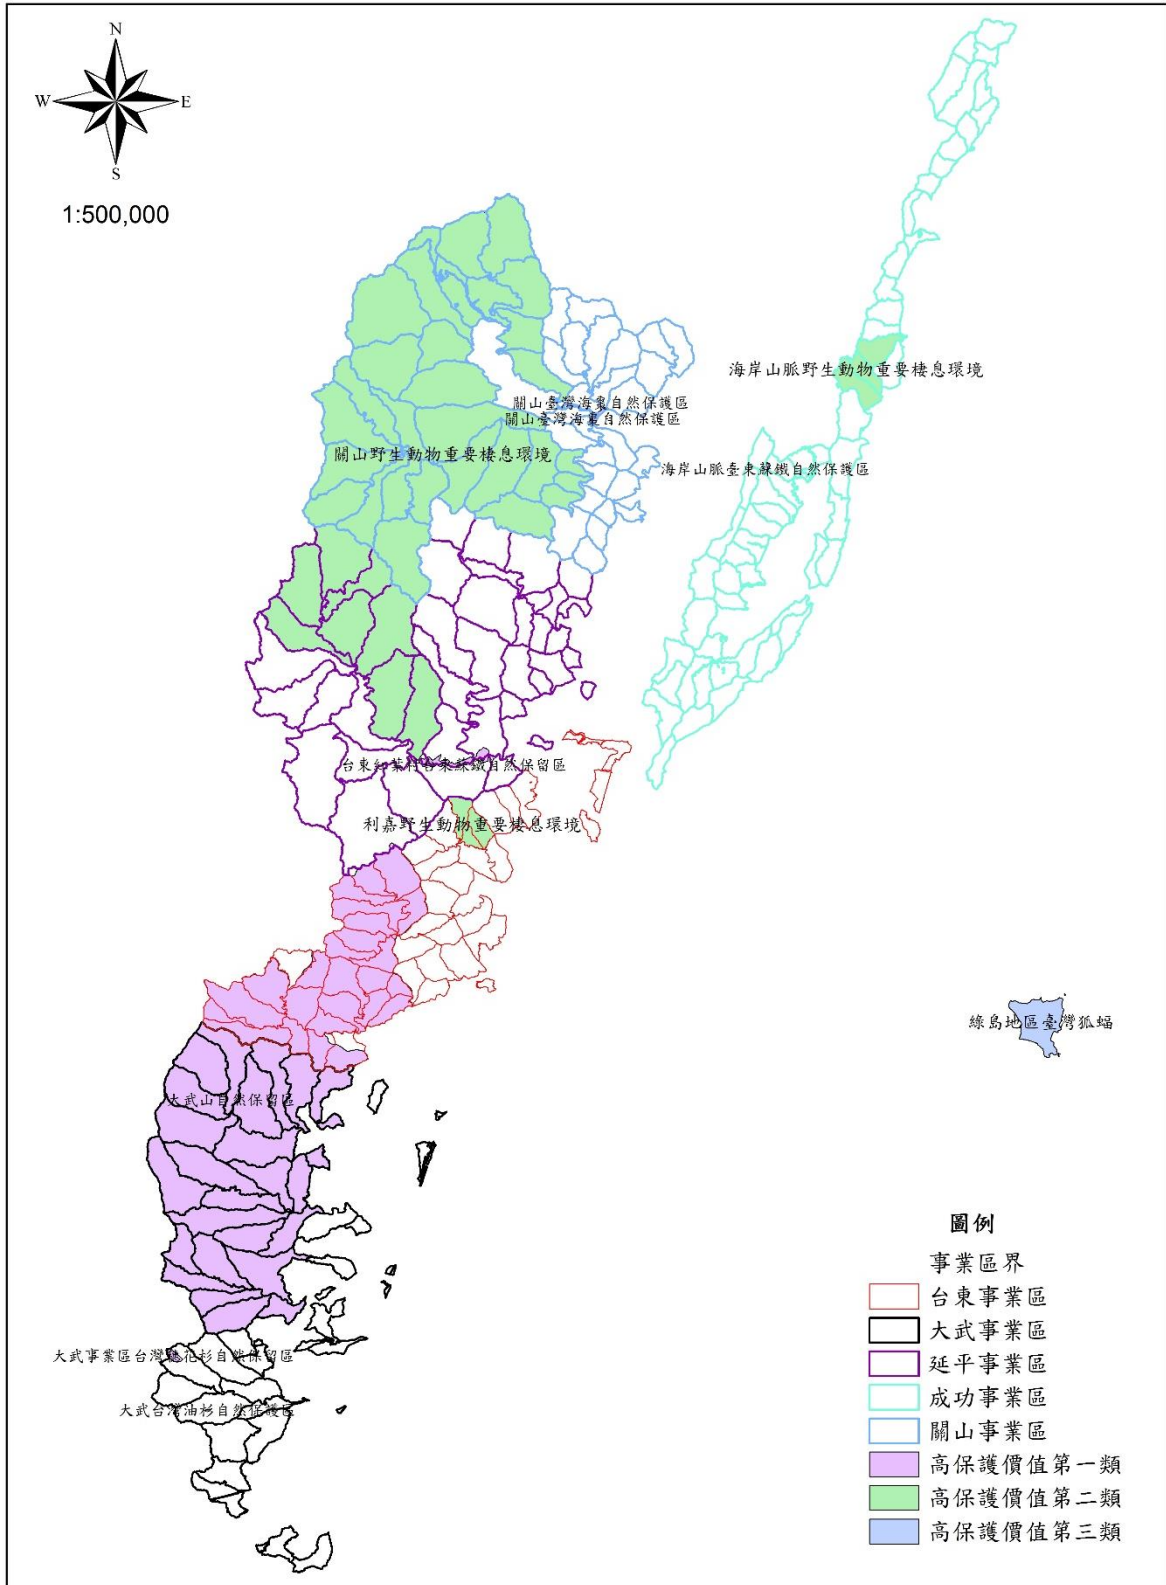 N
W
E
S
1:500,000
海岸山脈野生動物重要棲息環境
關山臺灣海棗自然保護區
關山臺灣海棗自然保護區
關山野生動物重要棲息環境
海岸山脈臺東蘇鐵自然保護區
台東紅葉村台東蘇鐵自然保留區
利嘉野生動物重要棲息環境
綠島地區臺灣狐蝠
大武山自然保留區
大武事業區台灣穗花杉自然保留區
大武台灣油杉自然保護區
圖例
事業區界
台東事業區
大武事業區
延平事業區
成功事業區
關山事業區
高保護價值第一類
高保護價值第二類
高保護價值第三類